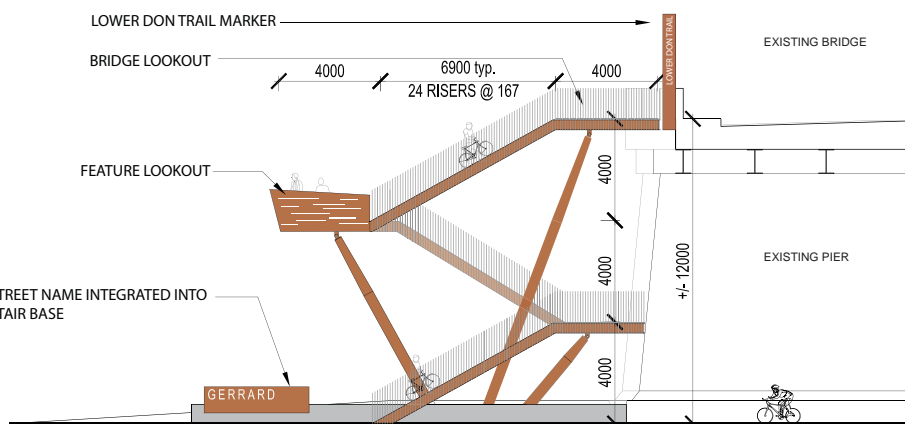 LOWER DON TRAIL MARKER
LOWER DON TRAIL
EXISTING BRIDGE
BRIDGE LOOKOUT
4000
6900 typ.
4000
24 RISERS @ 167
FEATURE LOOKOUT
4000
4000
+/- 12000
EXISTING PIER
TREET NAME INTEGRATED INTO
TAIR BASE
4000
GERRARD